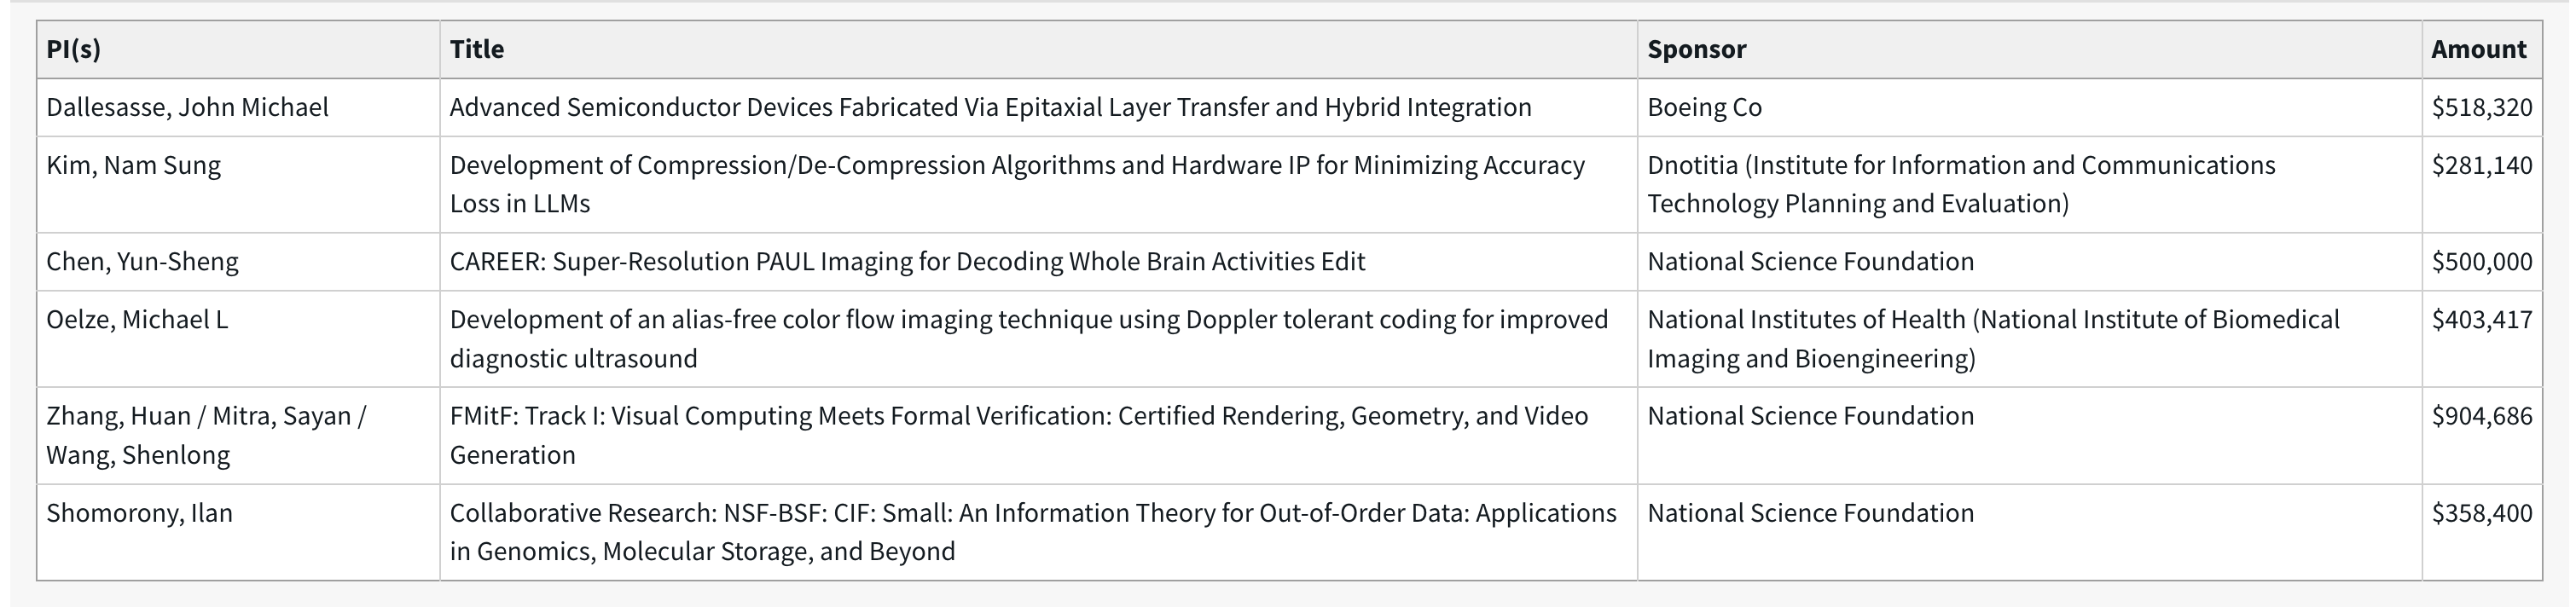 PI(s) Title Sponsor Amount
Dallesasse, John Michael Advanced Semiconductor Devices Fabricated Via Epitaxial Layer Transfer and Hybrid Integration Boeing Co $518,320
Kim, Nam Sung Development of Compression/De-Compression Algorithms and Hardware IP for Minimizing Accuracy Dnotitia (Institute for Information and Communications $281,140
Loss in LLMs Technology Planning and Evaluation)
Chen, Yun-Sheng CAREER: Super-Resolution PAUL Imaging for Decoding Whole Brain Activities Edit National Science Foundation $500,000
Oelze, Michael L Development of an alias-free color flow imaging technique using Doppler tolerant coding for improved National Institutes of Health (National Institute of Biomedical $403,417
diagnostic ultrasound Imaging and Bioengineering)
Zhang, Huan / Mitra, Sayan / FMitF: Track I: Visual Computing Meets Formal Verification: Certified Rendering, Geometry, and Video National Science Foundation $904,686
Wang, Shenlong Generation
Shomorony, Ilan Collaborative Research: NSF-BSF: CIF: Small: An Information Theory for Out-of-Order Data: Applications National Science Foundation $358,400
in Genomics, Molecular Storage, and Beyond